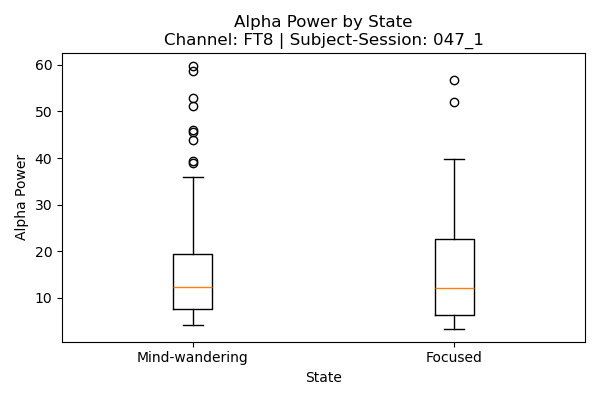 Alpha Power by State
Channel: FT8 | Subject-Session: 047_1
Alpha Power
60
50
40
30
20
10
Mind-wandering
Focused
State